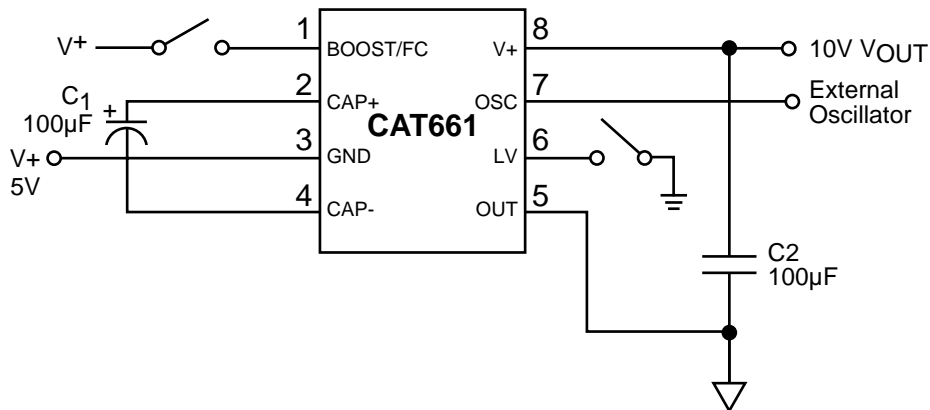 V+
1
BOOST/FC
V+
8
10V VOUT
C1
+
100µF
2
CAP+
CAT661
OSC
7
External
Oscillator
V+
5V
3
GND
LV
6
4
CAP-
OUT
5
C2
100µF